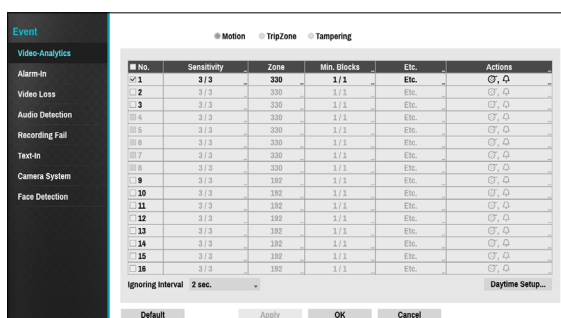 Event
Motion TripZone Tampering
Video-Analytics
Alarm-In
Video Loss
Audio Detection
Recording Fail
Text-In
Camera System
Face Detection
No. Sensitivity Zone Min. Blocks Etc. Actions
1 3 / 3 330 1 / 1 Etc.
2 3 / 3 330 1 / 1 Etc.
3 3 / 3 330 1 / 1 Etc.
4 3 / 3 330 1 / 1 Etc.
5 3 / 3 330 1 / 1 Etc.
6 3 / 3 330 1 / 1 Etc.
7 3 / 3 330 1 / 1 Etc.
8 3 / 3 330 1 / 1 Etc.
9 3 / 3 192 1 / 1 Etc.
10 3 / 3 192 1 / 1 Etc.
11 3 / 3 192 1 / 1 Etc.
12 3 / 3 192 1 / 1 Etc.
13 3 / 3 192 1 / 1 Etc.
14 3 / 3 192 1 / 1 Etc.
15 3 / 3 192 1 / 1 Etc.
16 3 / 3 192 1 / 1 Etc.
Ignoring Interval 2 sec. Daytime Setup...
Default Apply OK Cancel